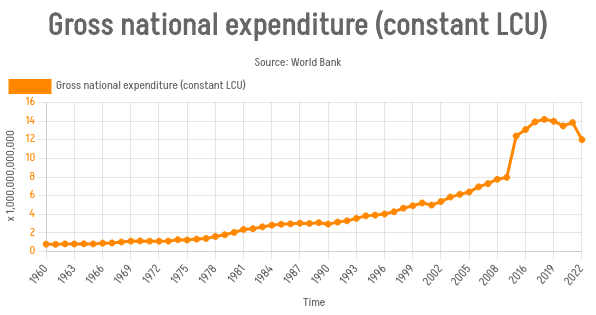 Gross national expenditure (constant LCU)
Source: World Bank
Gross national expenditure (constant LCU)
x 1,000,000,000,000
16
14
12
10
8
6
4
2
0
1960 1963 1966 1969 1972 1975 1978 1981 1984 1987 1990 1993 1996 1999 2002 2005 2008 2016 2019 2022
Time